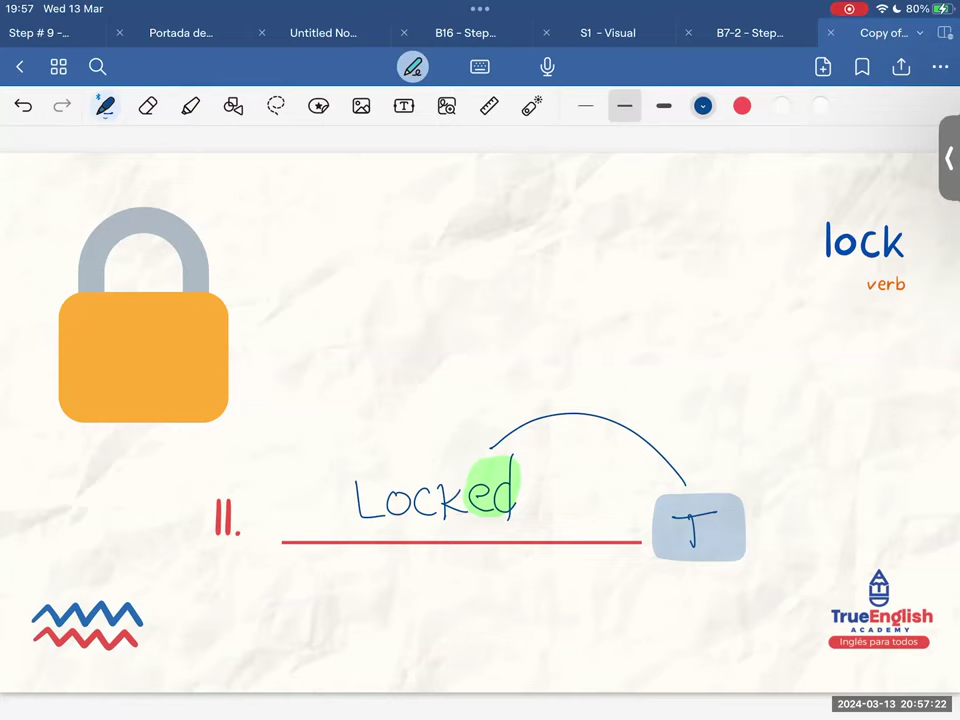 19:57 Wed 13 Mar
80%
Step # 9 -...
Portada de...
Untitled No...
B16 - Step...
S1 - Visual
B7-2 - Step...
Copy of...
lock
verb
II.
Locked
T
TrueEnglish
ACADEMY
Inglés para todos
2024-03-13 20:57:22